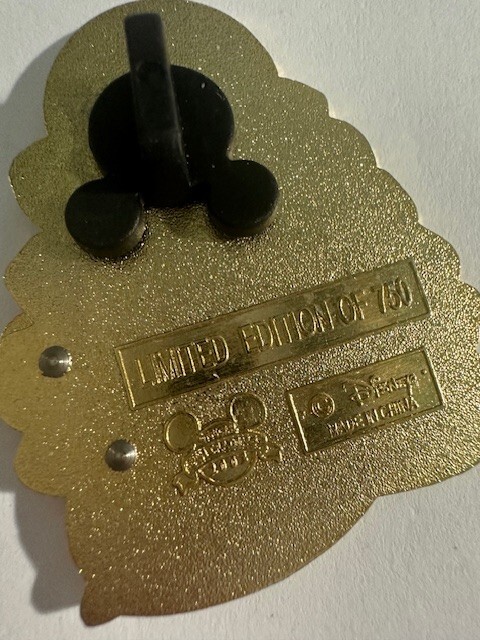 LIMITED EDITION OF 750
© Disney
MADE IN CHINA